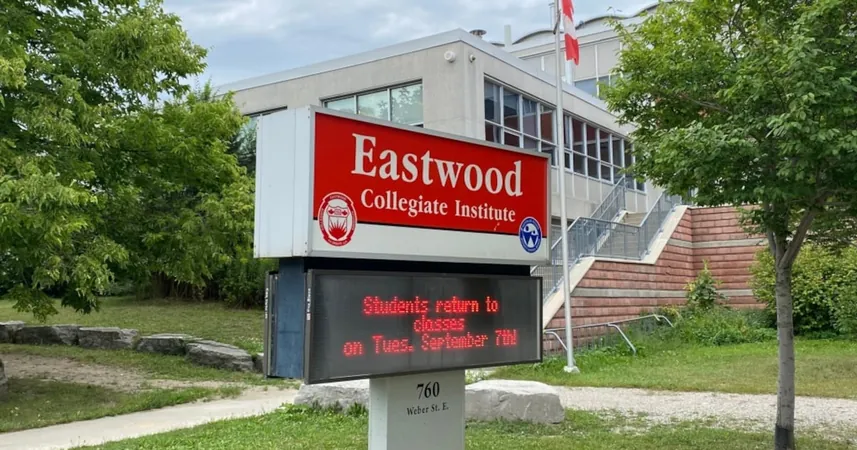 Eastwood
Collegiate Institute
Students return to
classes
on Tues. September 7th!
760
Weber St. E.